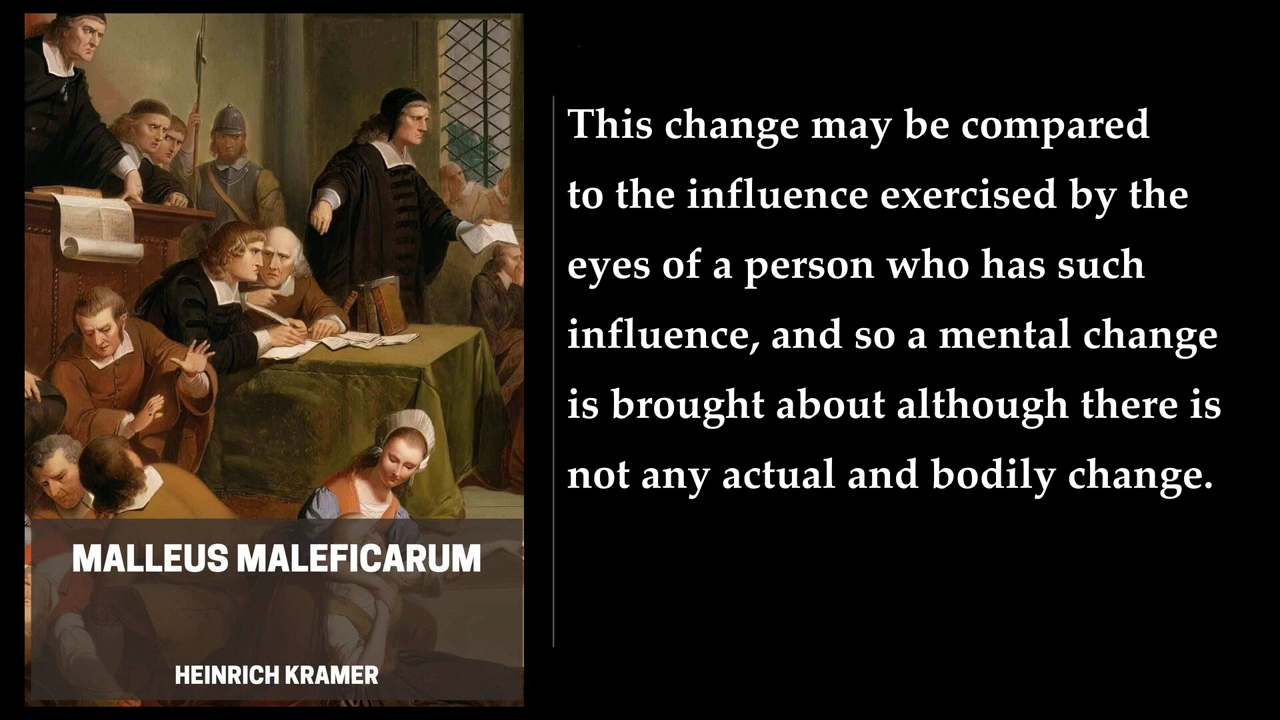 MALLEUS MALEFICARUM
HEINRICH KRAMER
This change may be compared
to the influence exercised by the
eyes of a person who has such
influence, and so a mental change
is brought about although there is
not any actual and bodily change.